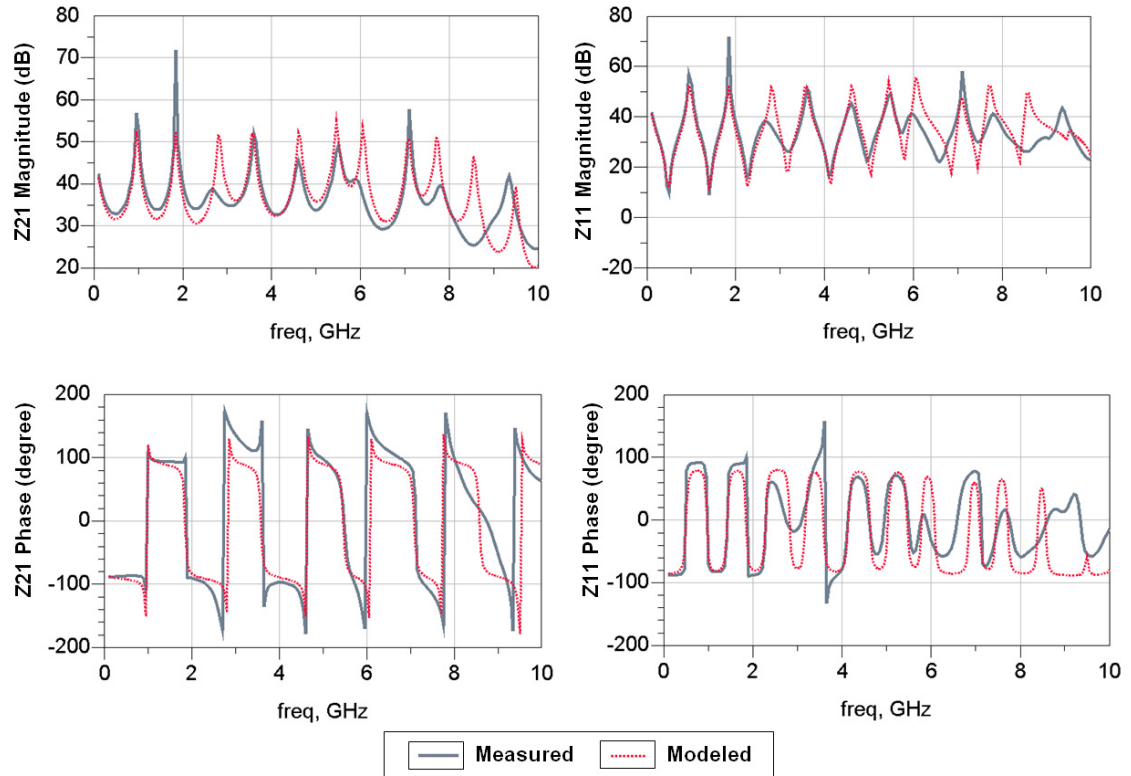 Z21 Magnitude (dB)
80
70
60
50
40
30
20
0 2 4 6 8 10
freq, GHz
Z11 Magnitude (dB)
80
60
40
20
0
-20
0 2 4 6 8 10
freq, GHz
Z21 Phase (degree)
200
100
0
-100
-200
0 2 4 6 8 10
freq, GHz
Z11 Phase (degree)
200
100
0
-100
-200
0 2 4 6 8 10
freq, GHz
Measured Modeled